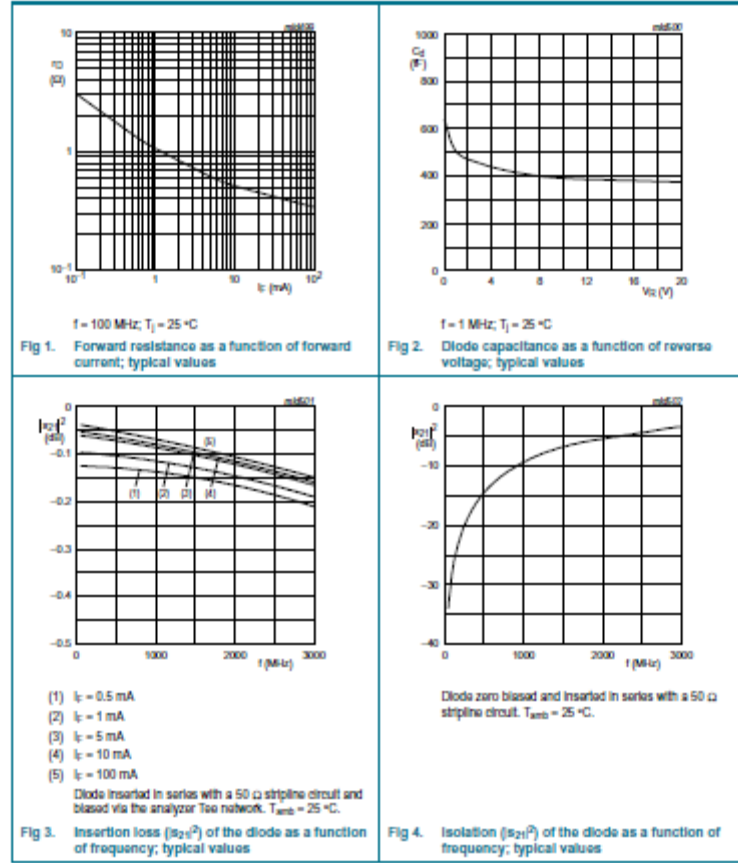 mld499
10
rD
(Ω)
1
10⁻¹
10⁻¹ 1 10 10²
IF (mA)
f = 100 MHz; Tj = 25 °C
Fig 1. Forward resistance as a function of forward
current; typical values
mld500
1000
Cd
(fF)
800
600
400
200
0
0 4 8 12 16 20
VR (V)
f = 1 MHz; Tj = 25 °C
Fig 2. Diode capacitance as a function of reverse
voltage; typical values
mld501
0
|s21|²
(dB)
−0.1
−0.2
−0.3
−0.4
−0.5
(5)
(1) (2) (3) (4)
0 1000 2000 3000
f (MHz)
(1) IF = 0.5 mA
(2) IF = 1 mA
(3) IF = 5 mA
(4) IF = 10 mA
(5) IF = 100 mA
Diode inserted in series with a 50 Ω stripline circuit and
biased via the analyzer Tee network. Tamb = 25 °C.
Fig 3. Insertion loss (|s21|²) of the diode as a function
of frequency; typical values
mld502
0
|s21|²
(dB)
−10
−20
−30
−40
0 1000 2000 3000
f (MHz)
Diode zero biased and inserted in series with a 50 Ω
stripline circuit. Tamb = 25 °C.
Fig 4. Isolation (|s21|²) of the diode as a function of
frequency; typical values